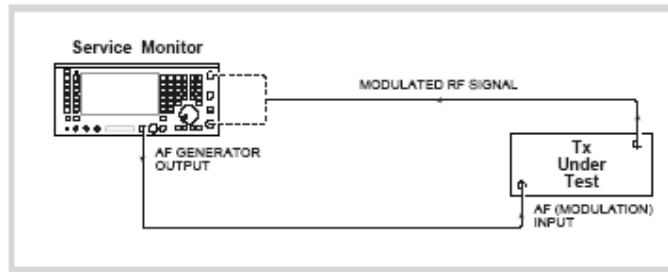 Service Monitor
MODULATED RF SIGNAL
AF GENERATOR
OUTPUT
Tx
Under
Test
AF (MODULATION)
INPUT